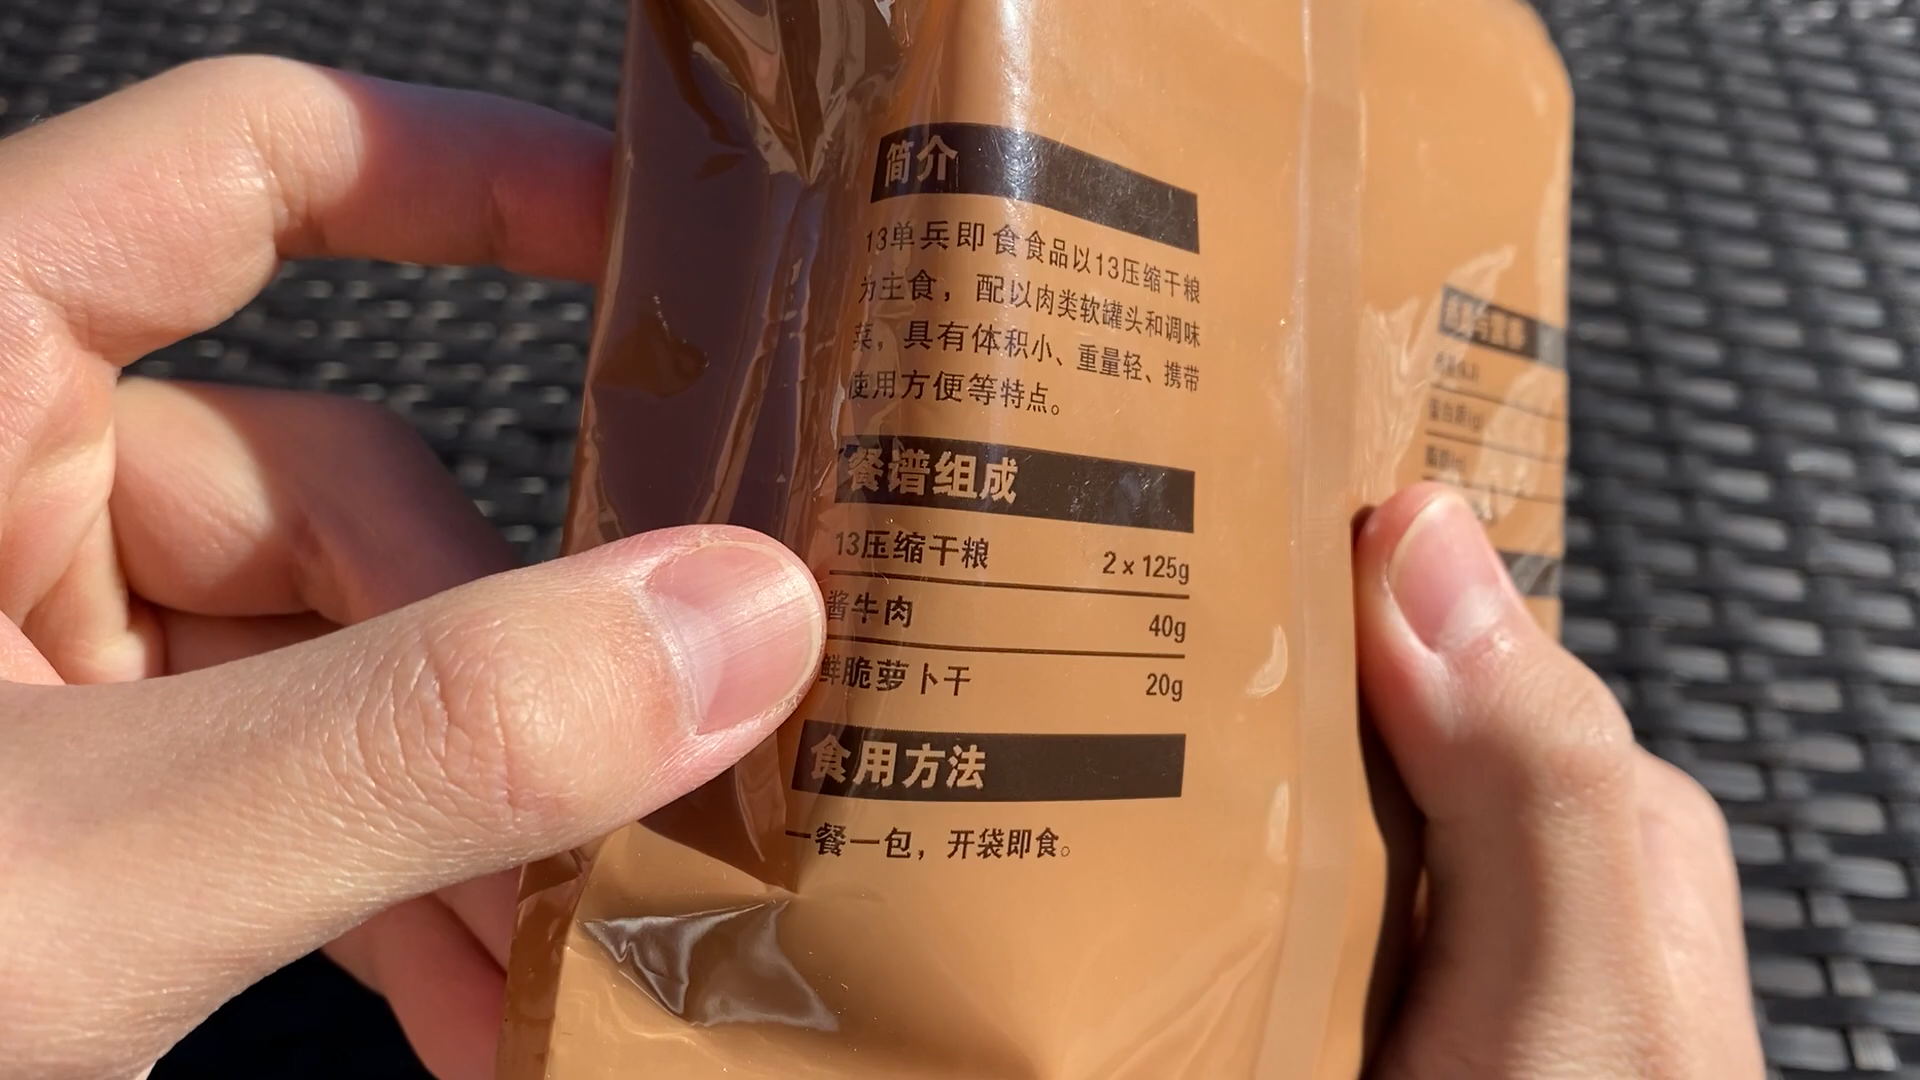 简介
13单兵即食食品以13压缩干粮
为主食，配以肉类软罐头和调味
菜，具有体积小、重量轻、携带
使用方便等特点。
餐谱组成
13压缩干粮 2×125g
酱牛肉 40g
鲜脆萝卜干 20g
食用方法
一餐一包，开袋即食。
蛋白质(g)